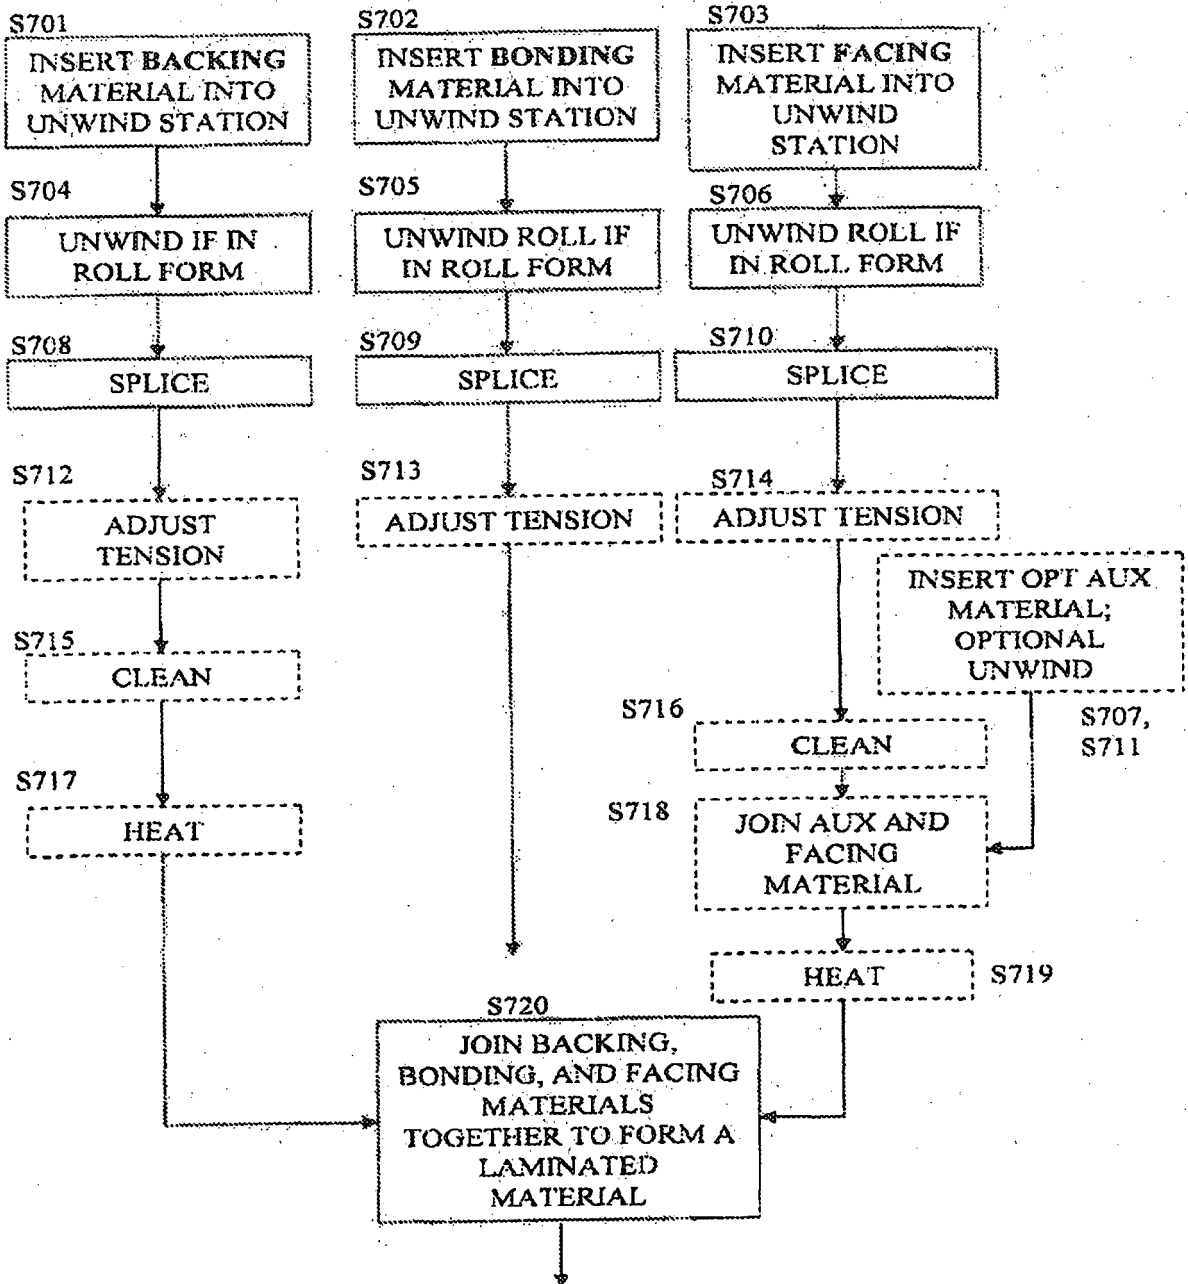 S701
INSERT BACKING
MATERIAL INTO
UNWIND STATION
S702
INSERT BONDING
MATERIAL INTO
UNWIND STATION
S703
INSERT FACING
MATERIAL INTO
UNWIND
STATION
S704
UNWIND IF IN
ROLL FORM
S705
UNWIND ROLL IF
IN ROLL FORM
S706
UNWIND ROLL IF
IN ROLL FORM
S708
SPLICE
S709
SPLICE
S710
SPLICE
S712
ADJUST
TENSION
S713
ADJUST TENSION
S714
ADJUST TENSION
INSERT OPT AUX
MATERIAL;
OPTIONAL
UNWIND
S707,
S711
S715
CLEAN
S716
CLEAN
S717
HEAT
S718
JOIN AUX AND
FACING
MATERIAL
HEAT
S719
S720
JOIN BACKING,
BONDING, AND FACING
MATERIALS
TOGETHER TO FORM A
LAMINATED
MATERIAL